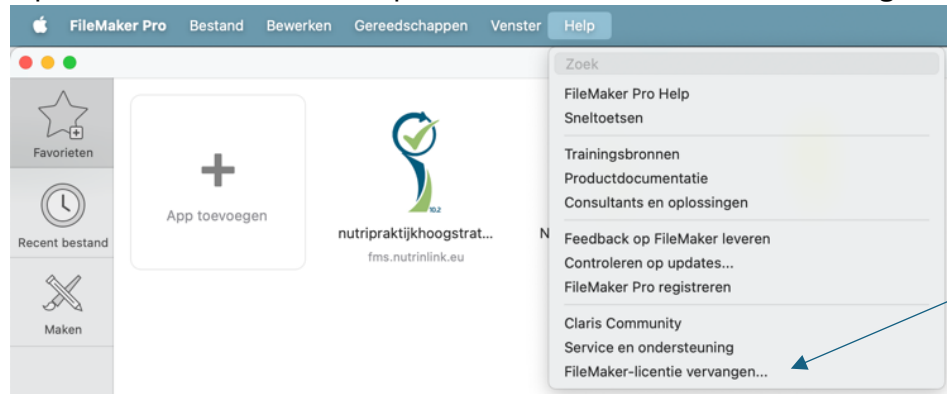 FileMaker Pro Bestand Bewerken Gereedschappen Venster Help
Zoek
FileMaker Pro Help
Sneltoetsen
Trainingsbronnen
Productdocumentatie
Consultants en oplossingen
Feedback op FileMaker leveren
Controleren op updates...
FileMaker Pro registreren
Claris Community
Service en ondersteuning
FileMaker-licentie vervangen...
Favorieten
Recent bestand
Maken
App toevoegen
10.2
nutripraktijkhoogstrat...
fms.nutrinlink.eu
N